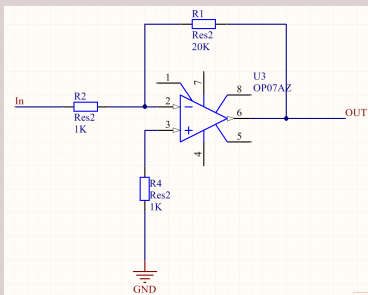 R1
Res2
20K
U3
OP07AZ
1
7
8
In
R2
2
6
OUT
Res2
1K
3
5
4
R4
Res2
1K
GND